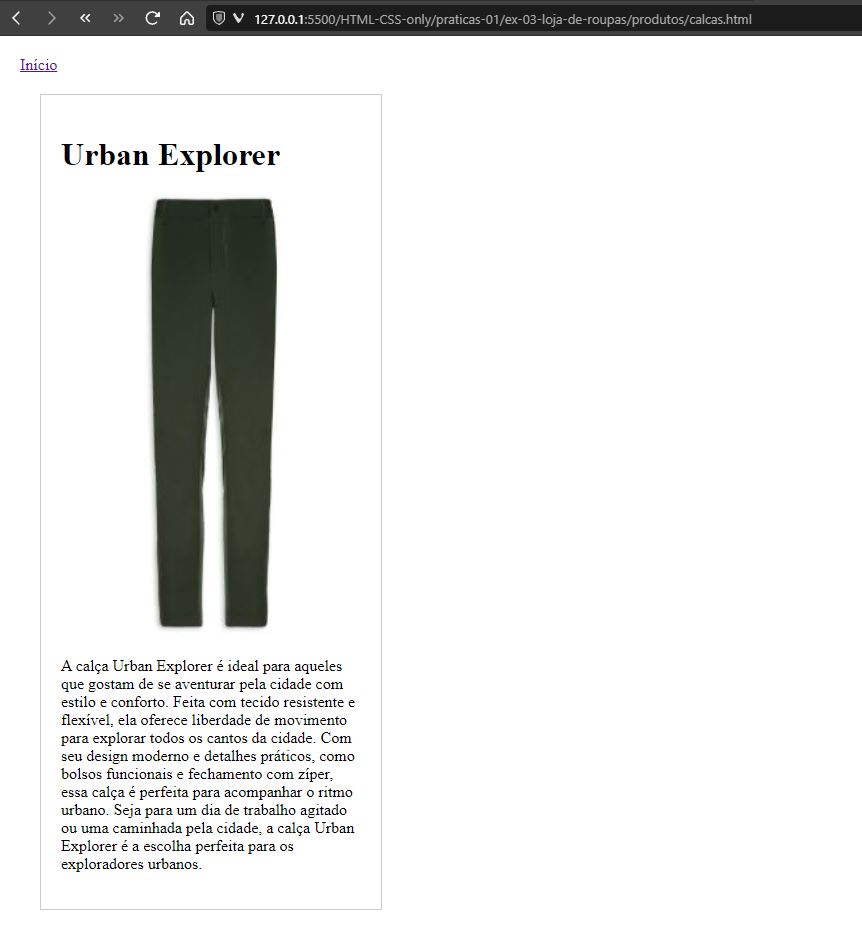 127.0.0.1:5500/HTML-CSS-only/praticas-01/ex-03-loja-de-roupas/produtos/calcas.html
Início
Urban Explorer
A calça Urban Explorer é ideal para aqueles
que gostam de se aventurar pela cidade com
estilo e conforto. Feita com tecido resistente e
flexível, ela oferece liberdade de movimento
para explorar todos os cantos da cidade. Com
seu design moderno e detalhes práticos, como
bolsos funcionais e fechamento com zíper,
essa calça é perfeita para acompanhar o ritmo
urbano. Seja para um dia de trabalho agitado
ou uma caminhada pela cidade, a calça Urban
Explorer é a escolha perfeita para os
exploradores urbanos.